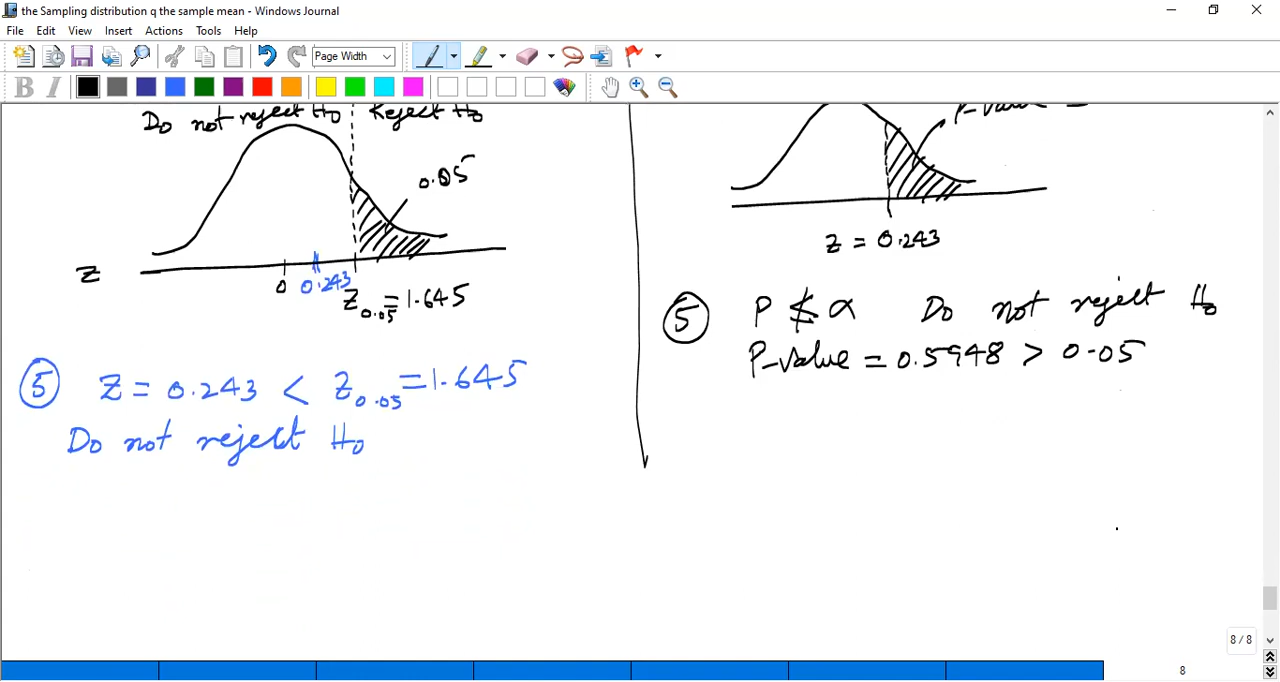 the Sampling distribution q the sample mean - Windows Journal
File Edit View Insert Actions Tools Help
Page Width
B I
Do not reject H0 Reject H0
0.05
Z
0 0.243
Z0.05 = 1.645
⑤ Z = 0.243 < Z0.05 = 1.645
Do not reject H0
P-value =
Z = 0.243
⑤ P ≰ α Do not reject H0
P-value = 0.5948 > 0.05
8 / 8
8